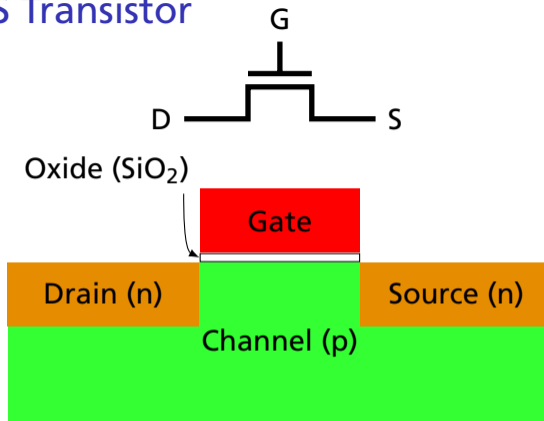 S Transistor
G
D
S
Oxide (SiO₂)
Gate
Drain (n)
Source (n)
Channel (p)